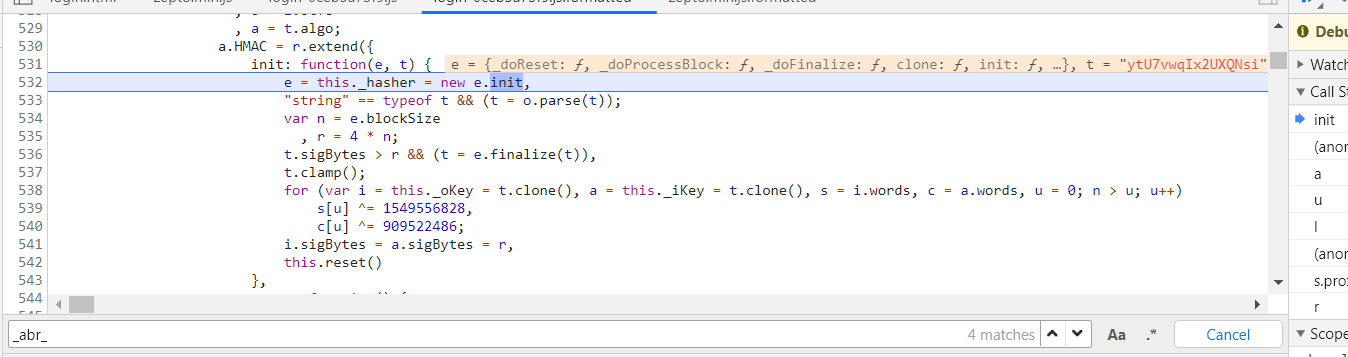 529
, a = t.algo;
530 a.HMAC = r.extend({
531 init: function(e, t) { e = {_doReset: ƒ, _doProcessBlock: ƒ, _doFinalize: ƒ, clone: ƒ, init: ƒ, …}, t = "ytU7vwqIx2UXQNsi"
532 e = this._hasher = new e.init,
533 "string" == typeof t && (t = o.parse(t));
534 var n = e.blockSize
535 , r = 4 * n;
536 t.sigBytes > r && (t = e.finalize(t)),
537 t.clamp();
538 for (var i = this._oKey = t.clone(), a = this._iKey = t.clone(), s = i.words, c = a.words, u = 0; n > u; u++)
539 s[u] ^= 1549556828,
540 c[u] ^= 909522486;
541 i.sigBytes = a.sigBytes = r,
542 this.reset()
543 },
544
_abr_ 4 matches Aa .* Cancel
Debu
Watch
Call St
init
(anor
a
u
l
(anor
s.prox
r
Scope